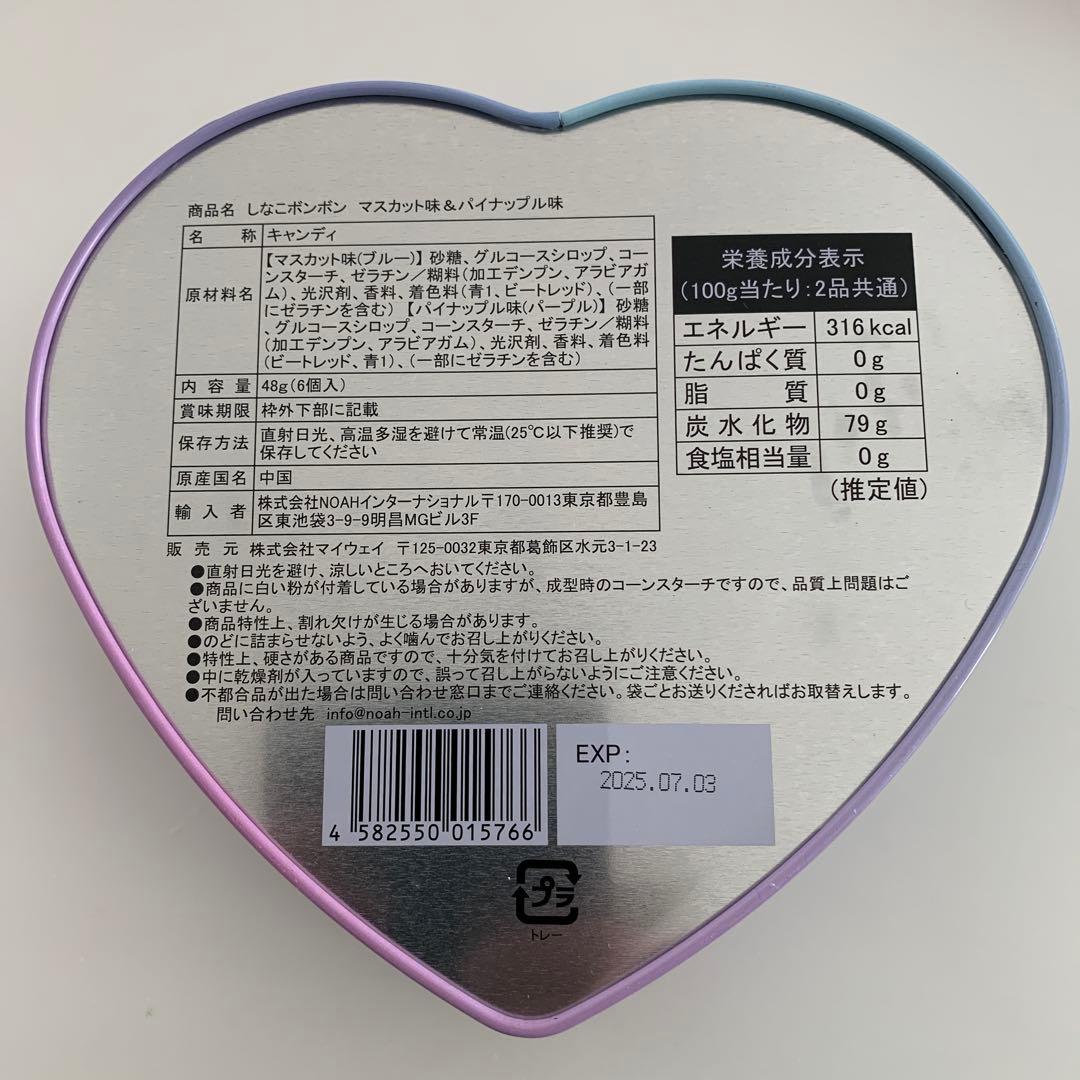 商品名 しなこボンボン マスカット味＆パイナップル味
名 称 キャンディ
原材料名 【マスカット味(ブルー)】砂糖、グルコースシロップ、コー
ンスターチ、ゼラチン／糊料(加工デンプン、アラビアガ
ム)、光沢剤、香料、着色料(青1、ビートレッド)、(一部
にゼラチンを含む)【パイナップル味(パープル)】砂糖
、グルコースシロップ、コーンスターチ、ゼラチン／糊料
(加工デンプン、アラビアガム)、光沢剤、香料、着色料
(ビートレッド、青1)、(一部にゼラチンを含む)
内 容 量 48g(6個入)
賞味期限 枠外下部に記載
保存方法 直射日光、高温多湿を避けて常温(25℃以下推奨)で
保存してください
原産国名 中国
輸 入 者 株式会社NOAHインターナショナル〒170-0013東京都豊島
区東池袋3-9-9明昌MGビル3F
販 売 元 株式会社マイウェイ 〒125-0032東京都葛飾区水元3-1-23
栄養成分表示
(100g当たり：2品共通)
エネルギー 316kcal
たんぱく質 0g
脂 質 0g
炭水化物 79g
食塩相当量 0g
(推定値)
●直射日光を避け、涼しいところへおいてください。
●商品に白い粉が付着している場合がありますが、成型時のコーンスターチですので、品質上問題はご
ざいません。
●商品特性上、割れ欠けが生じる場合があります。
●のどに詰まらせないよう、よく噛んでお召し上がりください。
●特性上、硬さがある商品ですので、十分気を付けてお召し上がりください。
●中に乾燥剤が入っていますので、誤って召し上がらないようにご注意ください。
●不都合品が出た場合は問い合わせ窓口までご連絡ください。袋ごとお送りくださればお取替えします。
問い合わせ先 info@noah-intl.co.jp
4 582550 015766
EXP:
2025.07.03
プラ
トレー